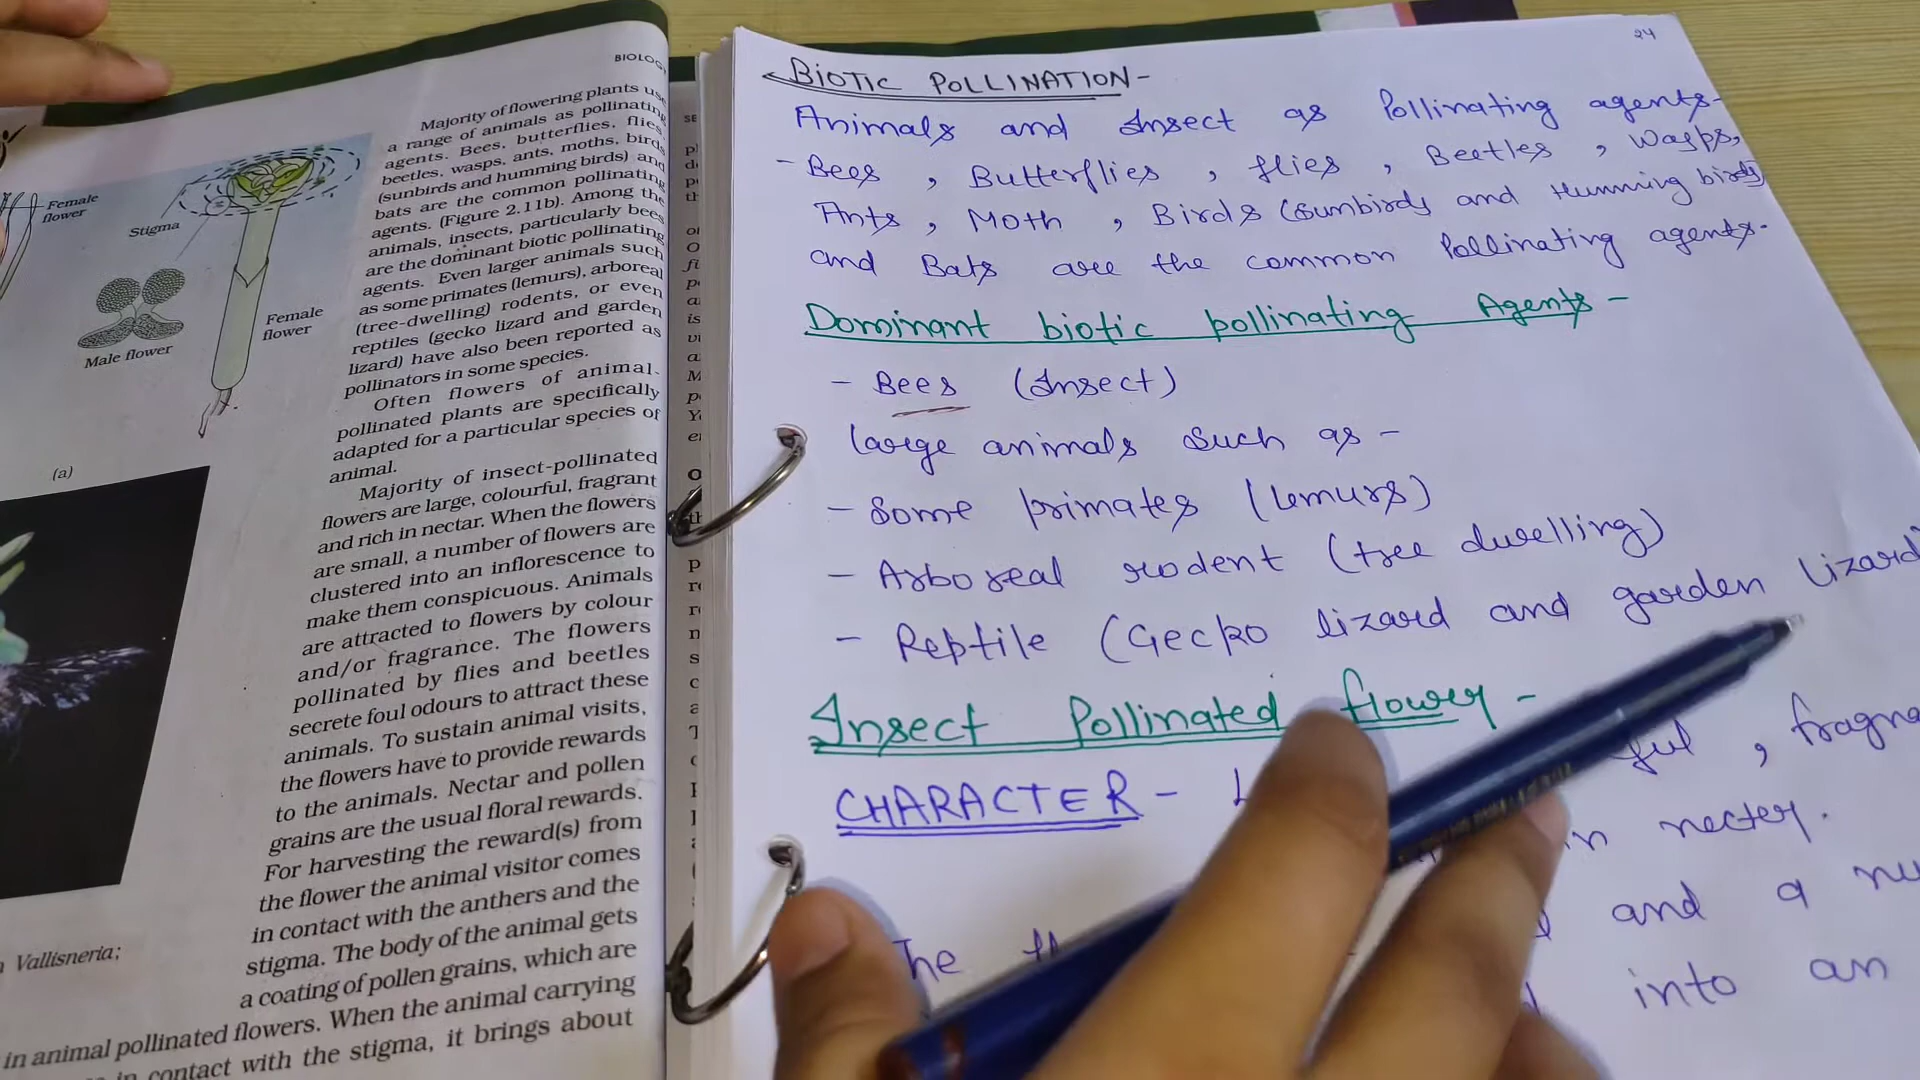 BIOLOGY
Female
flower
Stigma
Male flower
Female
flower
(a)
Vallisneria;
Majority of flowering plants use
a range of animals as pollinating
agents. Bees, butterflies, flies,
beetles, wasps, ants, moths, birds
(sunbirds and humming birds) and
bats are the common pollinating
agents. (Figure 2.11b). Among the
animals, insects, particularly bees
are the dominant biotic pollinating
agents. Even larger animals such
as some primates (lemurs), arboreal
(tree-dwelling) rodents, or even
reptiles (gecko lizard and garden
lizard) have also been reported as
pollinators in some species.
Often flowers of animal-
pollinated plants are specifically
adapted for a particular species of
animal.
Majority of insect-pollinated
flowers are large, colourful, fragrant
and rich in nectar. When the flowers
are small, a number of flowers are
clustered into an inflorescence to
make them conspicuous. Animals
are attracted to flowers by colour
and/or fragrance. The flowers
pollinated by flies and beetles
secrete foul odours to attract these
animals. To sustain animal visits,
the flowers have to provide rewards
to the animals. Nectar and pollen
grains are the usual floral rewards.
For harvesting the reward(s) from
the flower the animal visitor comes
in contact with the anthers and the
stigma. The body of the animal gets
a coating of pollen grains, which are
in animal pollinated flowers. When the animal carrying
in contact with the stigma, it brings about
24
BIOTIC POLLINATION-
Animals and Insect as Pollinating agents-
- Bees, Butterflies, flies, Beetles, Wasps,
Ants, Moth, Birds (Sunbirds and Humming birds)
and Bats are the common Pollinating agents-
Dominant biotic pollinating Agents-
- Bees (Insect)
large animals such as -
- Some primates (lemurs)
- Arboreal rodent (tree dwelling)
- Reptile (Gecko lizard and garden lizard
Insect Pollinated flower-
CHARACTER -
, fragna
in necter.
The and a nu
into an